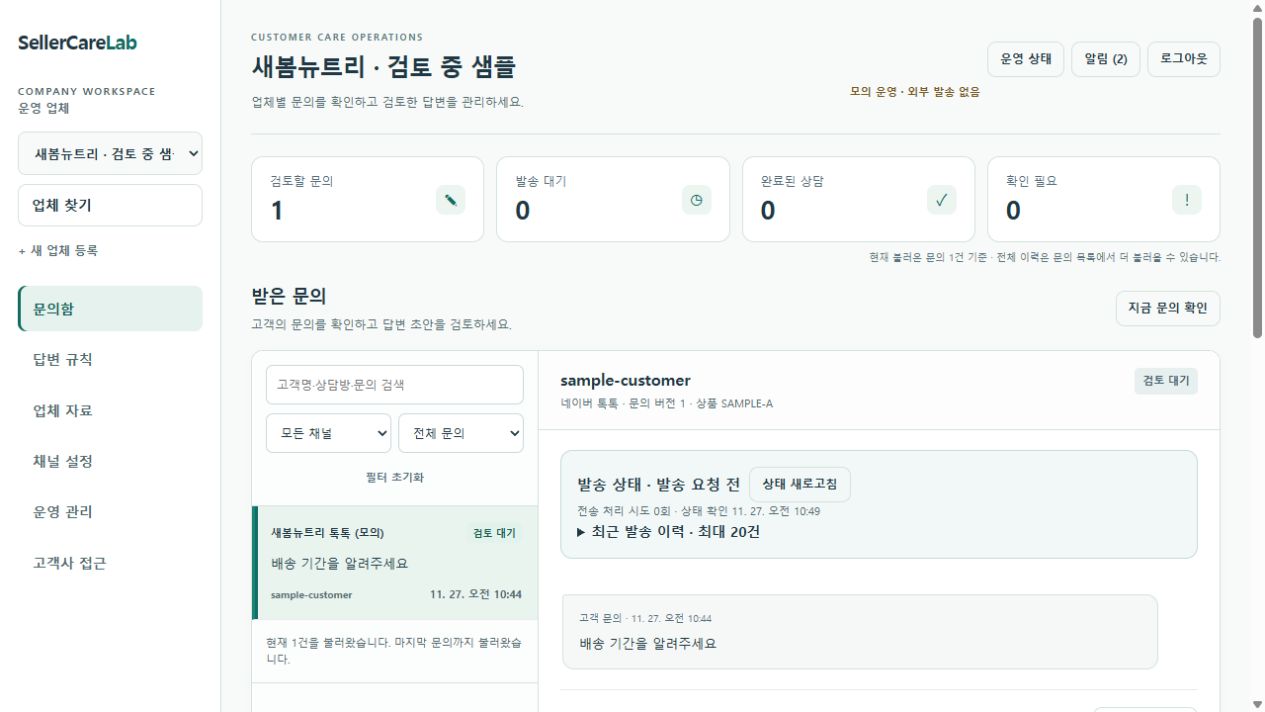 SellerCareLab
COMPANY WORKSPACE
운영 업체
새봄뉴트리 · 검토 중 샘
업체 찾기
+ 새 업체 등록
문의함
답변 규칙
업체 자료
채널 설정
운영 관리
고객사 접근
CUSTOMER CARE OPERATIONS
새봄뉴트리 · 검토 중 샘플
업체별 문의를 확인하고 검토한 답변을 관리하세요.
운영 상태
알림 (2)
로그아웃
모의 운영 · 외부 발송 없음
검토할 문의
1
발송 대기
0
완료된 상담
0
확인 필요
0
현재 불러온 문의 1건 기준 · 전체 이력은 문의 목록에서 더 불러올 수 있습니다.
받은 문의
고객의 문의를 확인하고 답변 초안을 검토하세요.
지금 문의 확인
고객명·상담방·문의 검색
모든 채널
전체 문의
필터 초기화
새봄뉴트리 톡톡 (모의)
검토 대기
배송 기간을 알려주세요
sample-customer
11. 27. 오전 10:44
현재 1건을 불러왔습니다. 마지막 문의까지 불러왔습
니다.
sample-customer
네이버 톡톡 · 문의 버전 1 · 상품 SAMPLE-A
검토 대기
발송 상태 · 발송 요청 전
상태 새로고침
전송 처리 시도 0회 · 상태 확인 11. 27. 오전 10:49
▶ 최근 발송 이력 · 최대 20건
고객 문의 · 11. 27. 오전 10:44
배송 기간을 알려주세요